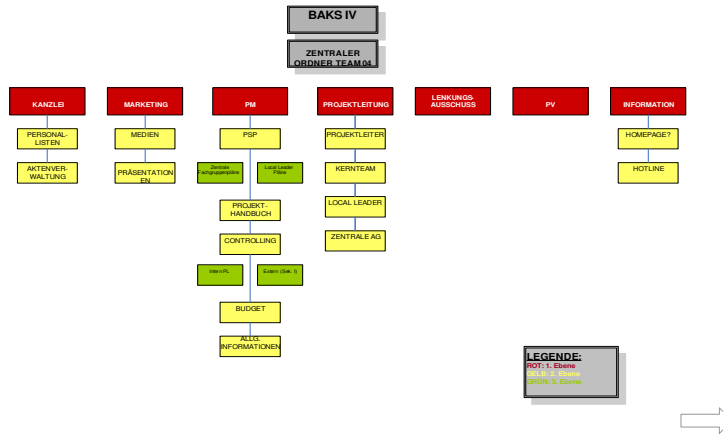 BAKS IV
ZENTRALER
ORDNER TEAM 04
KANZLEI
MARKETING
PM
PROJEKTLEITUNG
LENKUNGS-
AUSSCHUSS
PV
INFORMATION
PERSONAL-
LISTEN
MEDIEN
PSP
PROJEKTLEITER
HOMEPAGE?
AKTENVER-
WALTUNG
PRÄSENTATION
EN
Zentrale
Fachgruppenpläne
Local Leader
Pläne
KERNTEAM
HOTLINE
PROJEKT-
HANDBUCH
LOCAL LEADER
CONTROLLING
ZENTRALE AG
Intern PL
Extern (Sek. I)
BUDGET
ALLG.
INFORMATIONEN
LEGENDE:
ROT: 1. Ebene
GELB: 2. Ebene
GRÜN: 3. Ebene